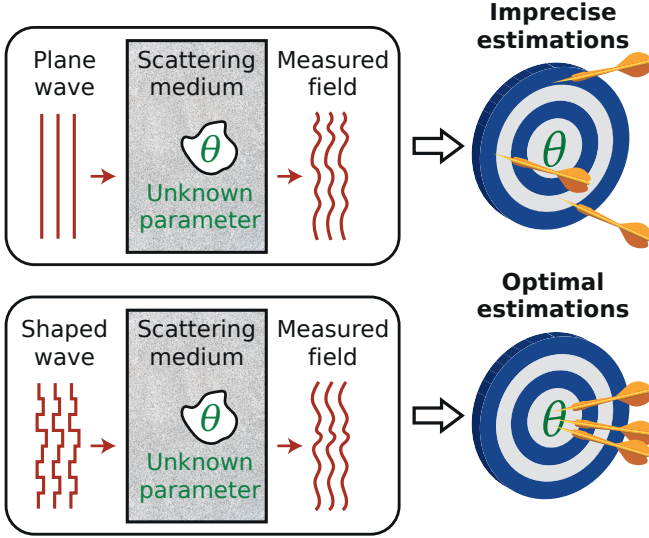 Imprecise
estimations
Plane
wave
Scattering
medium
Measured
field
θ
Unknown
parameter
θ
Optimal
estimations
Shaped
wave
Scattering
medium
Measured
field
θ
Unknown
parameter
θ